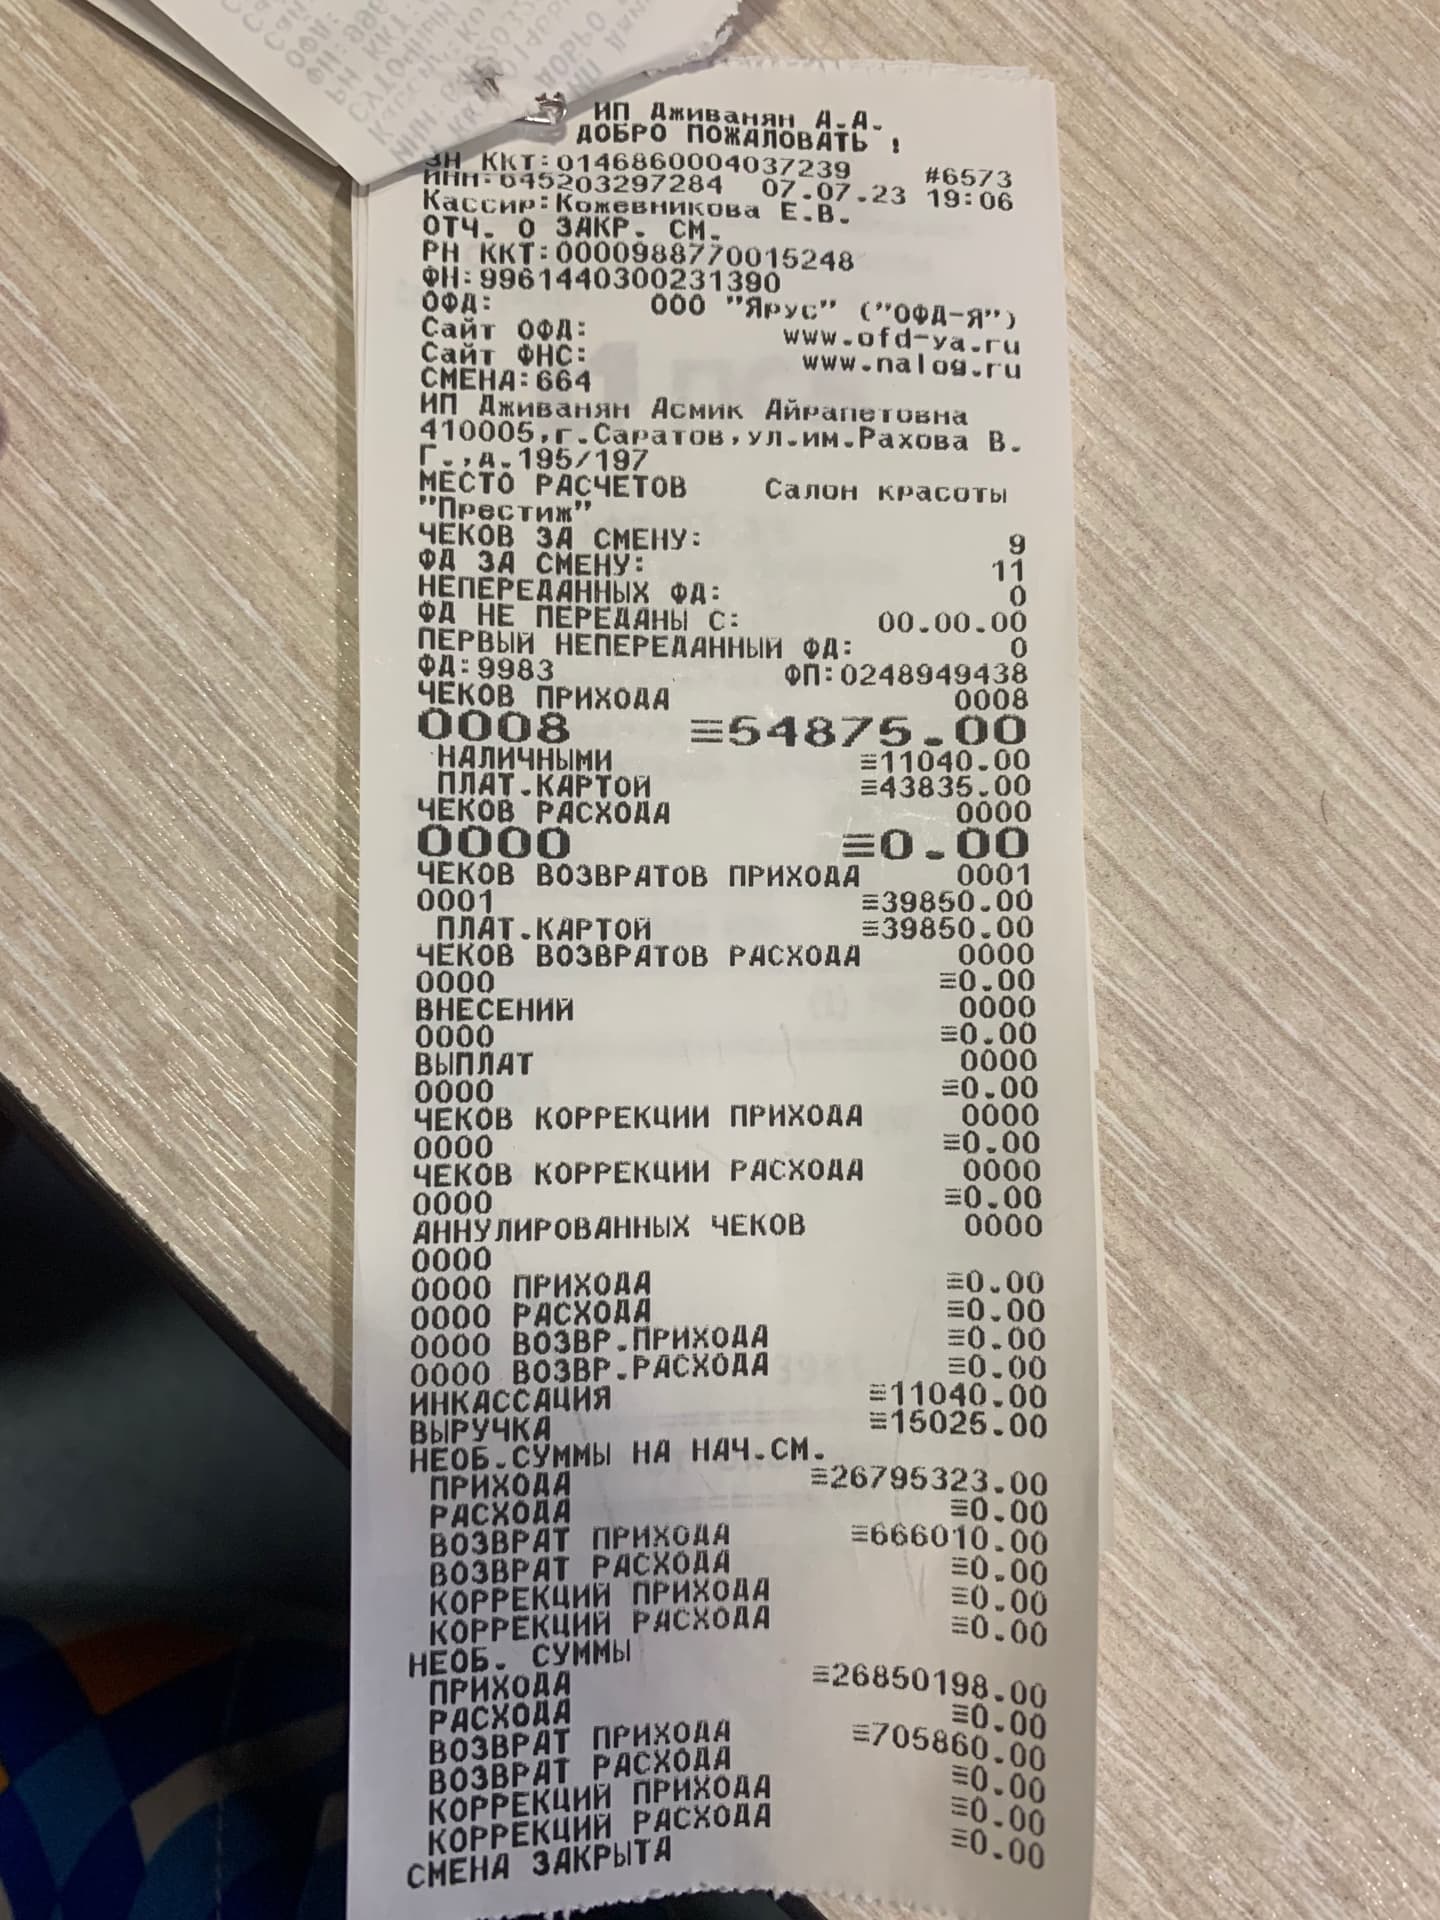 ИП Дживанян А.А.
ДОБРО ПОЖАЛОВАТЬ !
ЗН ККТ:0146860004037239 #6573
ИНН:645203297284 07.07.23 19:06
Кассир:Кожевникова Е.В.
ОТЧ. О ЗАКР. СМ.
РН ККТ:0000988770015248
ФН:9961440300231390
ОФД: ООО "Ярус" ("ОФД-Я")
Сайт ОФД: www.ofd-ya.ru
Сайт ФНС: www.nalog.ru
СМЕНА:664
ИП Дживанян Асмик Айрапетовна
410005,г.Саратов,ул.им.Рахова В.
Г.,д.195/197
МЕСТО РАСЧЕТОВ Салон красоты
"Престиж"
ЧЕКОВ ЗА СМЕНУ: 9
ФД ЗА СМЕНУ: 11
НЕПЕРЕДАННЫХ ФД: 0
ФД НЕ ПЕРЕДАНЫ С: 00.00.00
ПЕРВЫЙ НЕПЕРЕДАННЫЙ ФД: 0
ФД:9983 ФП:0248949438
ЧЕКОВ ПРИХОДА 0008
0008 ≡54875.00
НАЛИЧНЫМИ ≡11040.00
ПЛАТ.КАРТОЙ ≡43835.00
ЧЕКОВ РАСХОДА 0000
0000 ≡0.00
ЧЕКОВ ВОЗВРАТОВ ПРИХОДА 0001
0001 ≡39850.00
ПЛАТ.КАРТОЙ ≡39850.00
ЧЕКОВ ВОЗВРАТОВ РАСХОДА 0000
0000 ≡0.00
ВНЕСЕНИЙ 0000
0000 ≡0.00
ВЫПЛАТ 0000
0000 ≡0.00
ЧЕКОВ КОРРЕКЦИИ ПРИХОДА 0000
0000 ≡0.00
ЧЕКОВ КОРРЕКЦИИ РАСХОДА 0000
0000 ≡0.00
АННУЛИРОВАННЫХ ЧЕКОВ 0000
0000
0000 ПРИХОДА ≡0.00
0000 РАСХОДА ≡0.00
0000 ВОЗВР.ПРИХОДА ≡0.00
0000 ВОЗВР.РАСХОДА ≡0.00
ИНКАССАЦИЯ ≡11040.00
ВЫРУЧКА ≡15025.00
НЕОБ.СУММЫ НА НАЧ.СМ.
ПРИХОДА ≡26795323.00
РАСХОДА ≡0.00
ВОЗВРАТ ПРИХОДА ≡666010.00
ВОЗВРАТ РАСХОДА ≡0.00
КОРРЕКЦИЙ ПРИХОДА ≡0.00
КОРРЕКЦИЙ РАСХОДА ≡0.00
НЕОБ. СУММЫ
ПРИХОДА ≡26850198.00
РАСХОДА ≡0.00
ВОЗВРАТ ПРИХОДА ≡705860.00
ВОЗВРАТ РАСХОДА ≡0.00
КОРРЕКЦИЙ ПРИХОДА ≡0.00
КОРРЕКЦИЙ РАСХОДА ≡0.00
СМЕНА ЗАКРЫТА